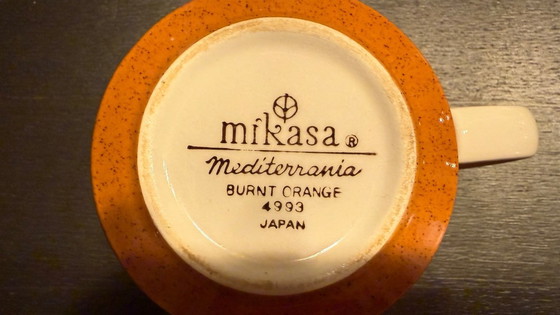 mikasa®
Mediterrania
BURNT ORANGE
4993
JAPAN